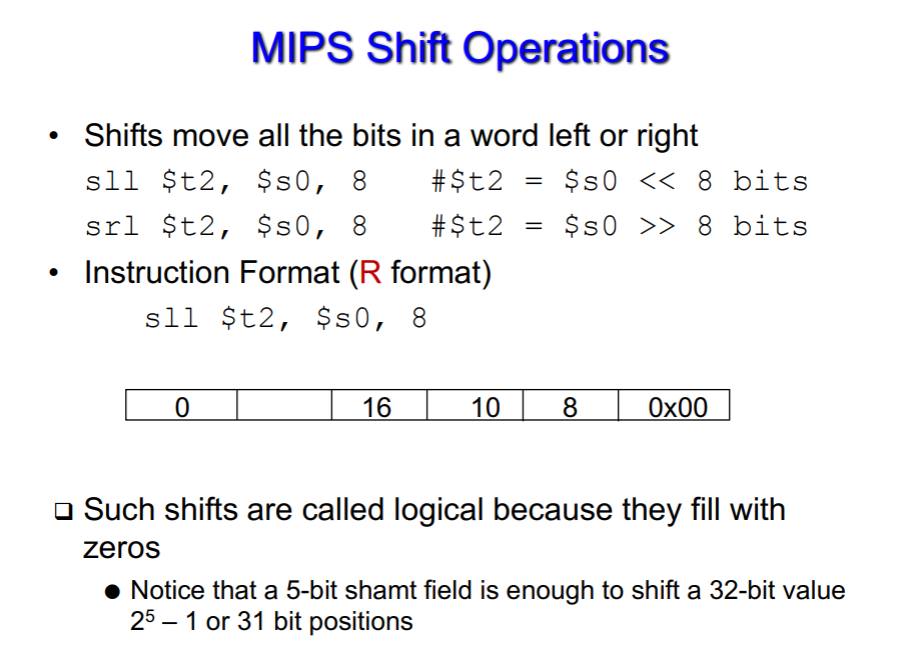 MIPS Shift Operations
• Shifts move all the bits in a word left or right
sll $t2, $s0, 8 #$t2 = $s0 << 8 bits
srl $t2, $s0, 8 #$t2 = $s0 >> 8 bits
• Instruction Format (R format)
sll $t2, $s0, 8
0 16 10 8 0x00
❑ Such shifts are called logical because they fill with
zeros
● Notice that a 5-bit shamt field is enough to shift a 32-bit value
2⁵ – 1 or 31 bit positions